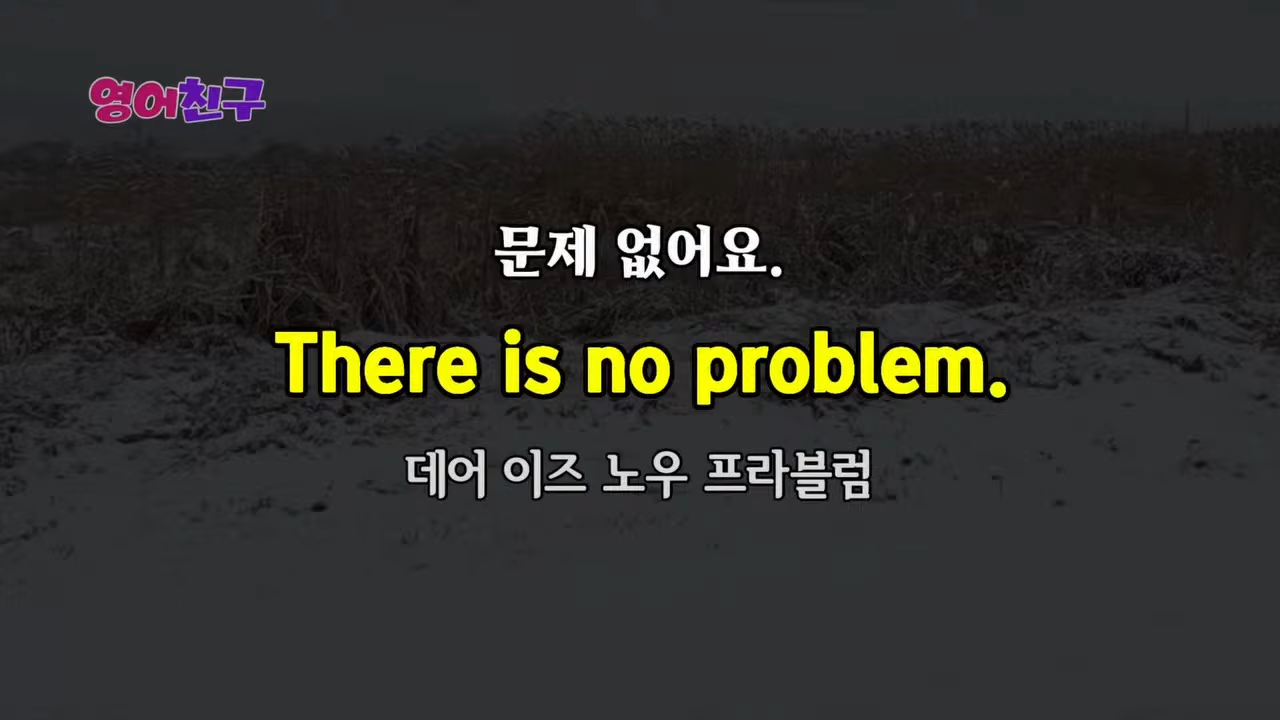 영어친구
문제 없어요.
There is no problem.
데어 이즈 노우 프라블럼